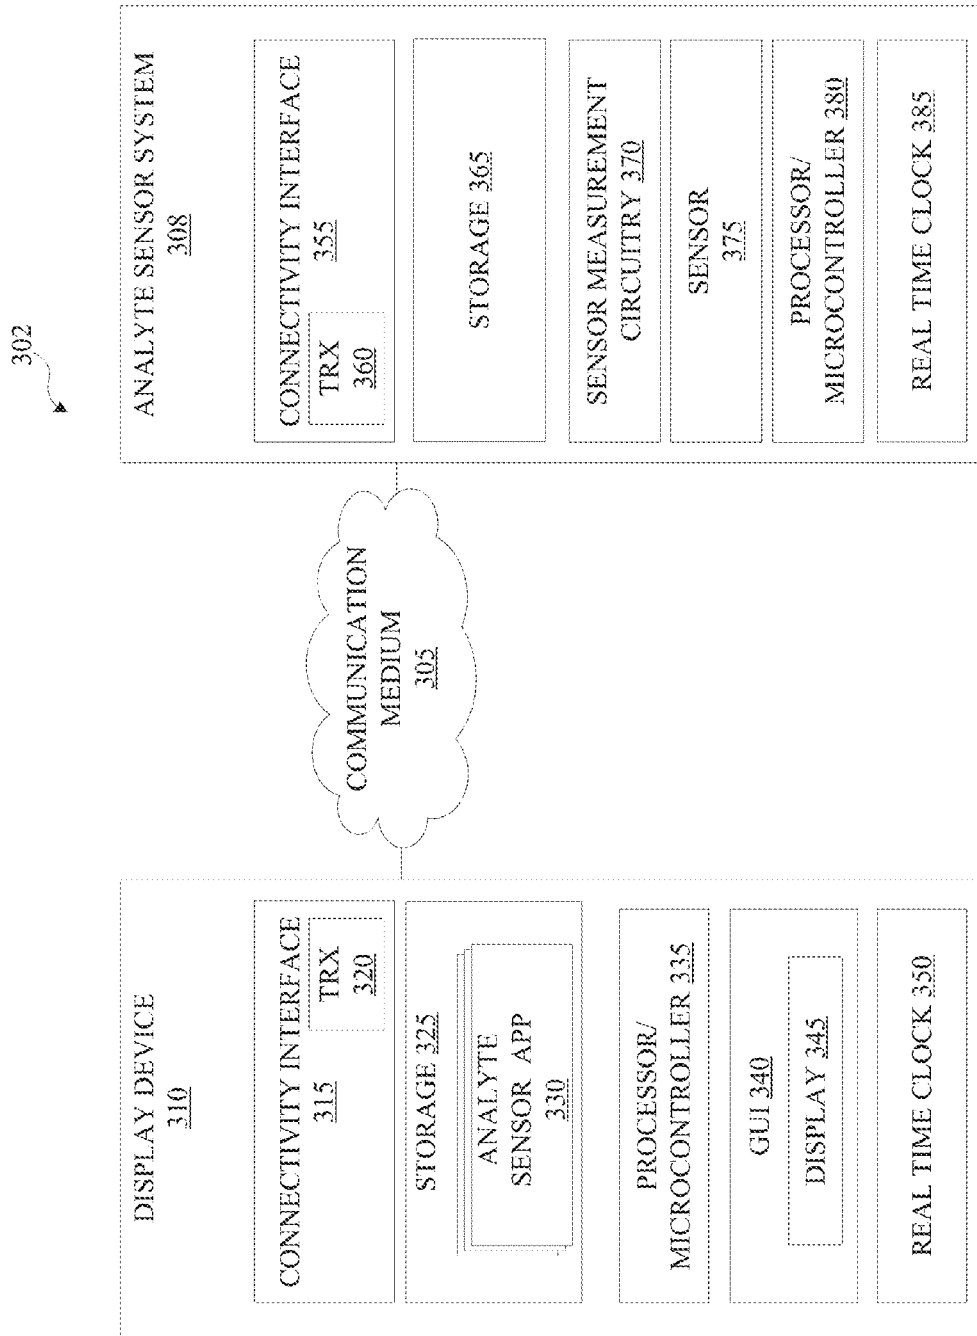 302
DISPLAY DEVICE
310
CONNECTIVITY INTERFACE
315
TRX
320
STORAGE 325
ANALYTE
SENSOR APP
330
PROCESSOR/
MICROCONTROLLER 335
GUI 340
DISPLAY 345
REAL TIME CLOCK 350
COMMUNICATION
MEDIUM
305
ANALYTE SENSOR SYSTEM
308
CONNECTIVITY INTERFACE
355
TRX
360
STORAGE 365
SENSOR MEASUREMENT
CIRCUITRY 370
SENSOR
375
PROCESSOR/
MICROCONTROLLER 380
REAL TIME CLOCK 385